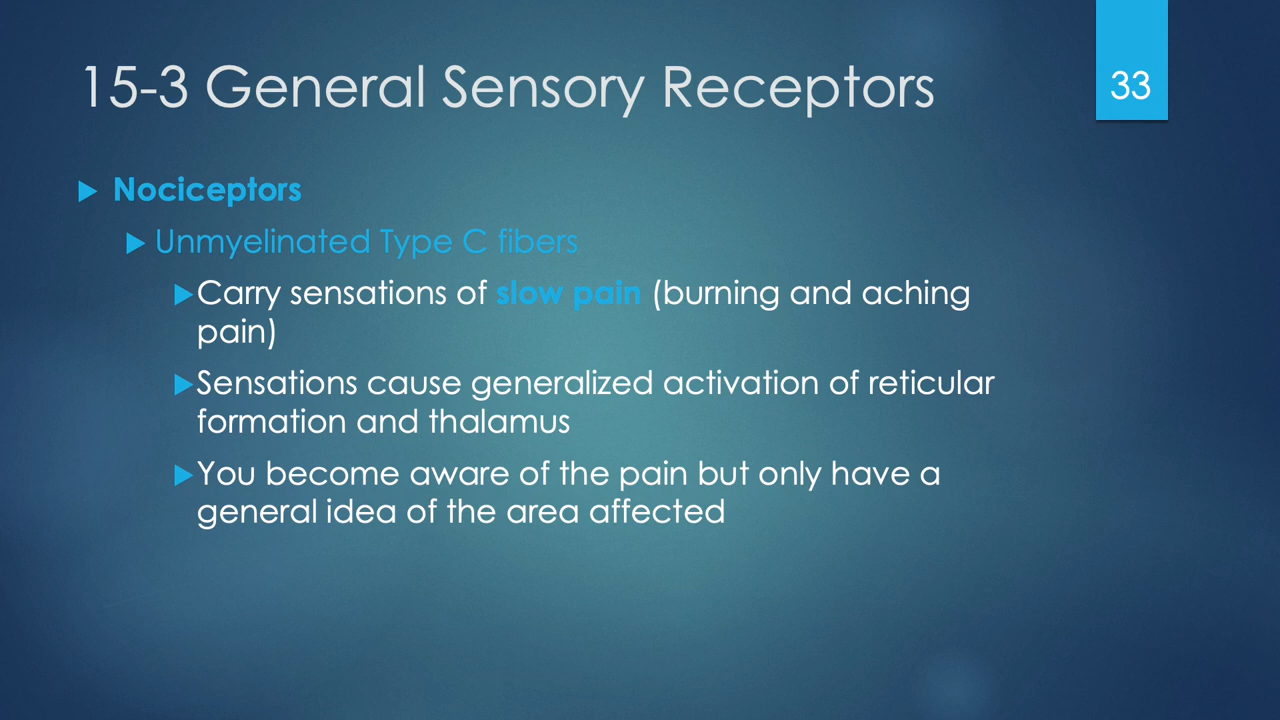 15-3 General Sensory Receptors
33
Nociceptors
Unmyelinated Type C fibers
Carry sensations of slow pain (burning and aching
pain)
Sensations cause generalized activation of reticular
formation and thalamus
You become aware of the pain but only have a
general idea of the area affected